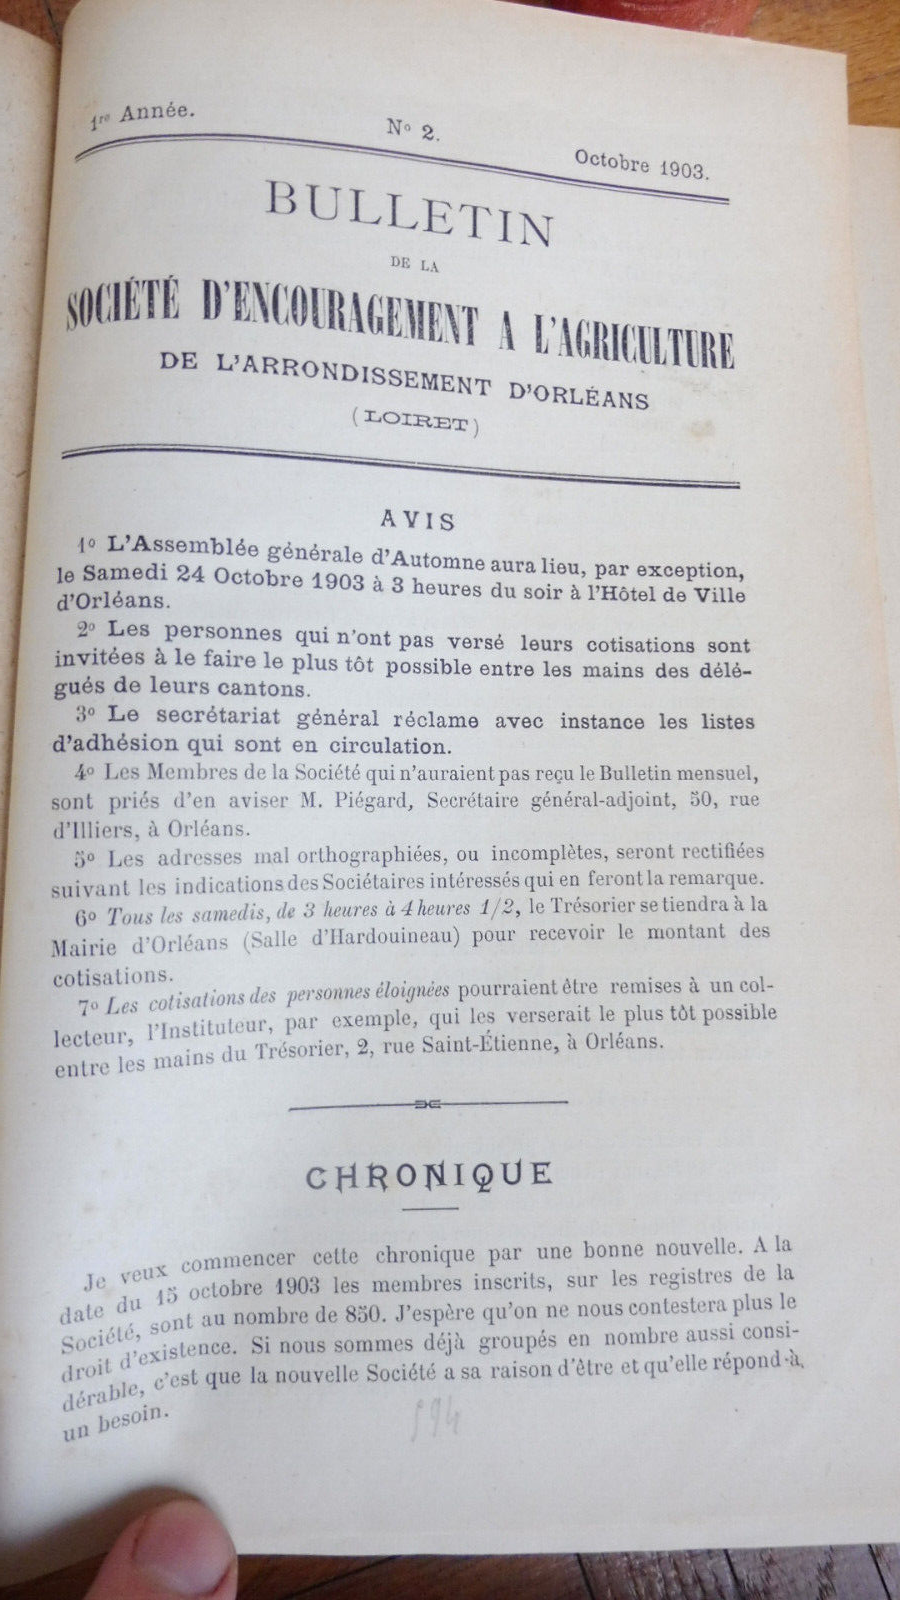 1re Année.
No 2.
Octobre 1903.
BULLETIN
DE LA
SOCIÉTÉ D'ENCOURAGEMENT A L'AGRICULTURE
DE L'ARRONDISSEMENT D'ORLÉANS
(LOIRET)
AVIS
1o L'Assemblée générale d'Automne aura lieu, par exception,
le Samedi 24 Octobre 1903 à 3 heures du soir à l'Hôtel de Ville
d'Orléans.
2o Les personnes qui n'ont pas versé leurs cotisations sont
invitées à le faire le plus tôt possible entre les mains des délé-
gués de leurs cantons.
3o Le secrétariat général réclame avec instance les listes
d'adhésion qui sont en circulation.
4o Les Membres de la Société qui n'auraient pas reçu le Bulletin mensuel,
sont priés d'en aviser M. Piégard, Secrétaire général-adjoint, 50, rue
d'Illiers, à Orléans.
5o Les adresses mal orthographiées, ou incomplètes, seront rectifiées
suivant les indications des Sociétaires intéressés qui en feront la remarque.
6o Tous les samedis, de 3 heures à 4 heures 1/2, le Trésorier se tiendra à la
Mairie d'Orléans (Salle d'Hardouineau) pour recevoir le montant des
cotisations.
7o Les cotisations des personnes éloignées pourraient être remises à un col-
lecteur, l'Instituteur, par exemple, qui les verserait le plus tôt possible
entre les mains du Trésorier, 2, rue Saint-Étienne, à Orléans.
CHRONIQUE
Je veux commencer cette chronique par une bonne nouvelle. A la
date du 15 octobre 1903 les membres inscrits, sur les registres de la
Société, sont au nombre de 850. J'espère qu'on ne nous contestera plus le
droit d'existence. Si nous sommes déjà groupés en nombre aussi consi-
dérable, c'est que la nouvelle Société a sa raison d'être et qu'elle répond à
un besoin.
594